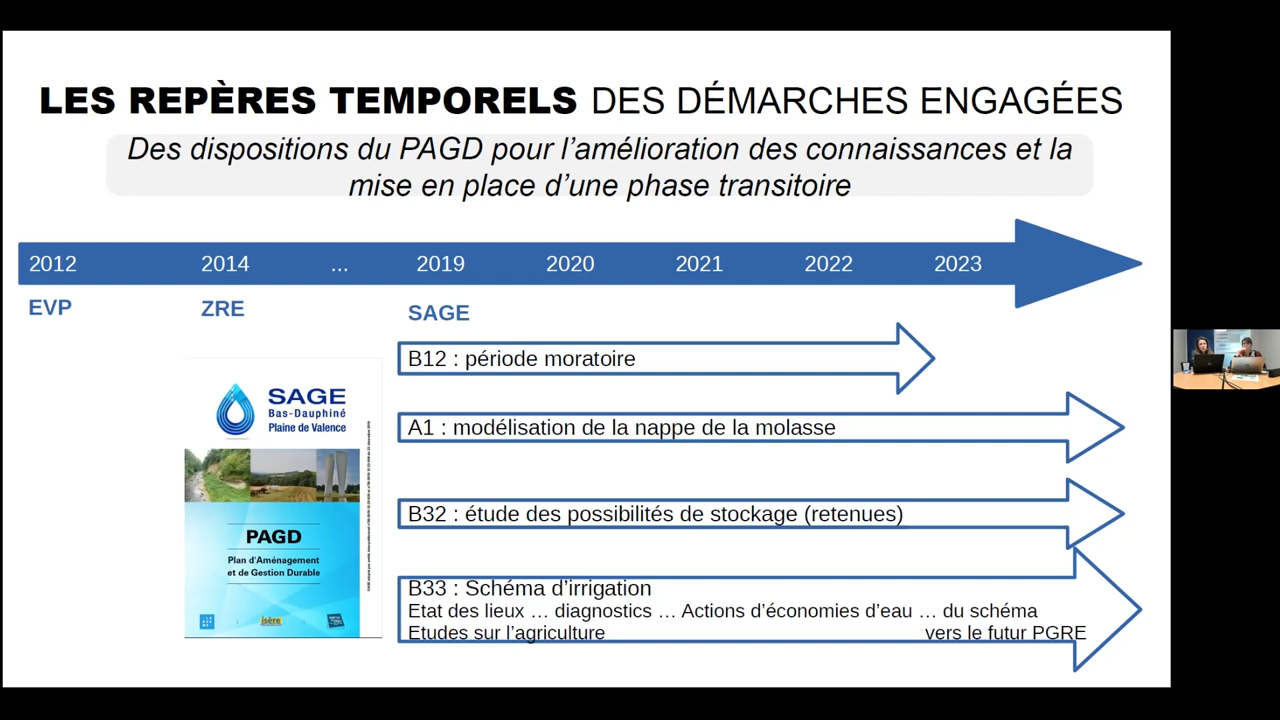 LES REPÈRES TEMPORELS DES DÉMARCHES ENGAGÉES
Des dispositions du PAGD pour l’amélioration des connaissances et la
mise en place d’une phase transitoire
2012 2014 ... 2019 2020 2021 2022 2023
EVP ZRE SAGE
B12 : période moratoire
A1 : modélisation de la nappe de la molasse
B32 : étude des possibilités de stockage (retenues)
B33 : Schéma d’irrigation
Etat des lieux … diagnostics … Actions d’économies d’eau … du schéma
Etudes sur l’agriculture vers le futur PGRE
SAGE
Bas-Dauphiné
Plaine de Valence
PAGD
Plan d’Aménagement
et de Gestion Durable
isère